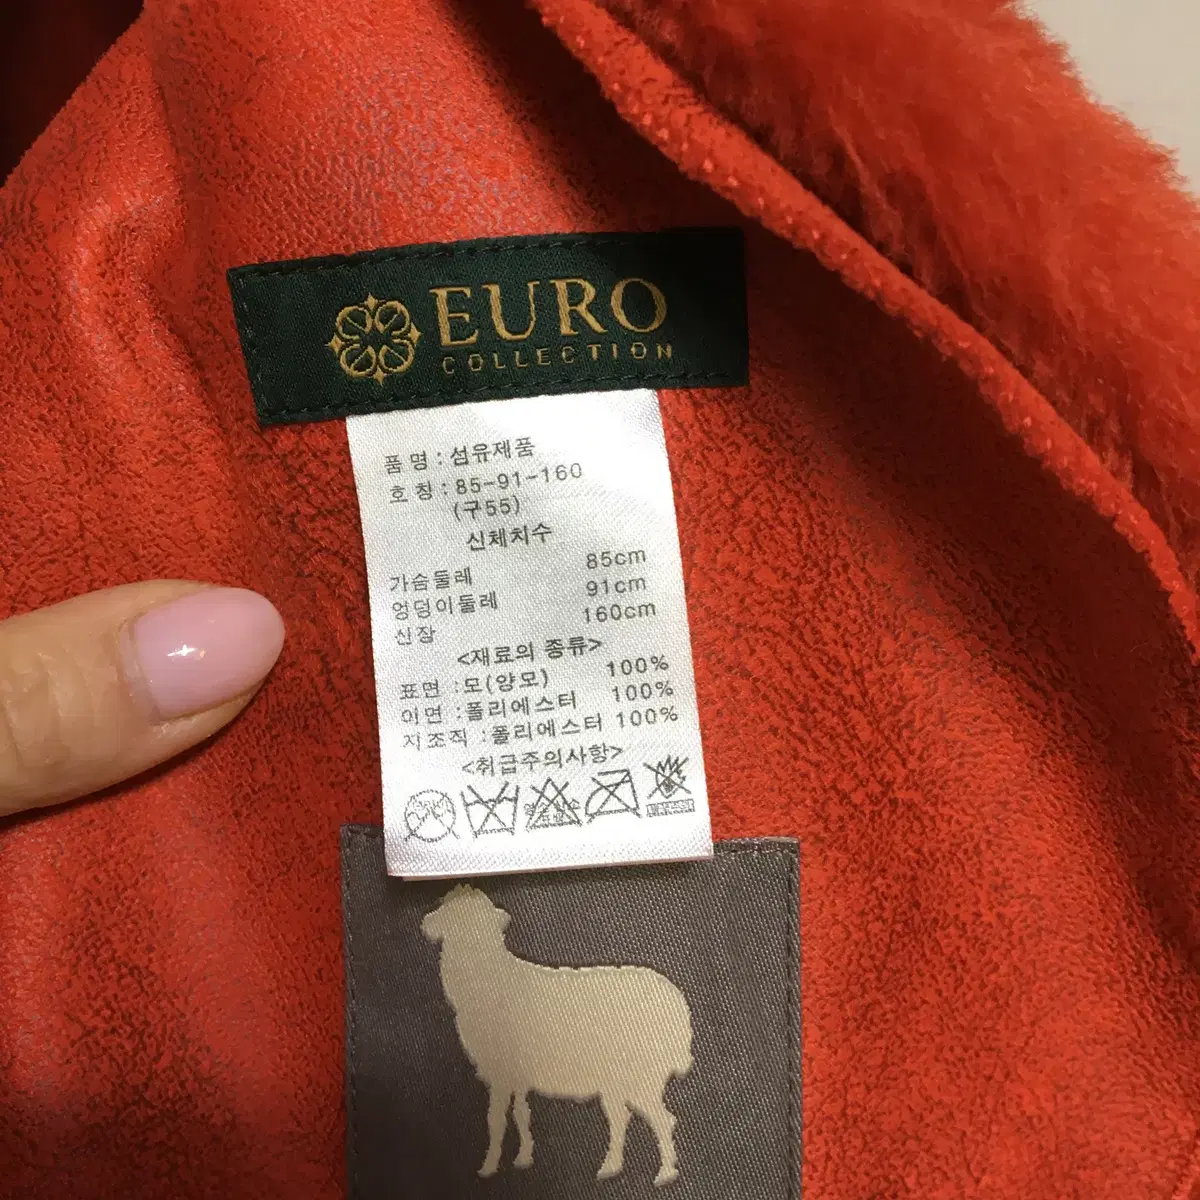 EURO
COLLECTION
품 명 : 섬유제품
호 칭 : 85-91-160
(구55)
신체치수
가슴둘레 85cm
엉덩이둘레 91cm
신장 160cm
<재료의 종류>
표면 : 모(양모) 100%
이면 : 폴리에스터 100%
지조직 : 폴리에스터 100%
<취급주의사항>